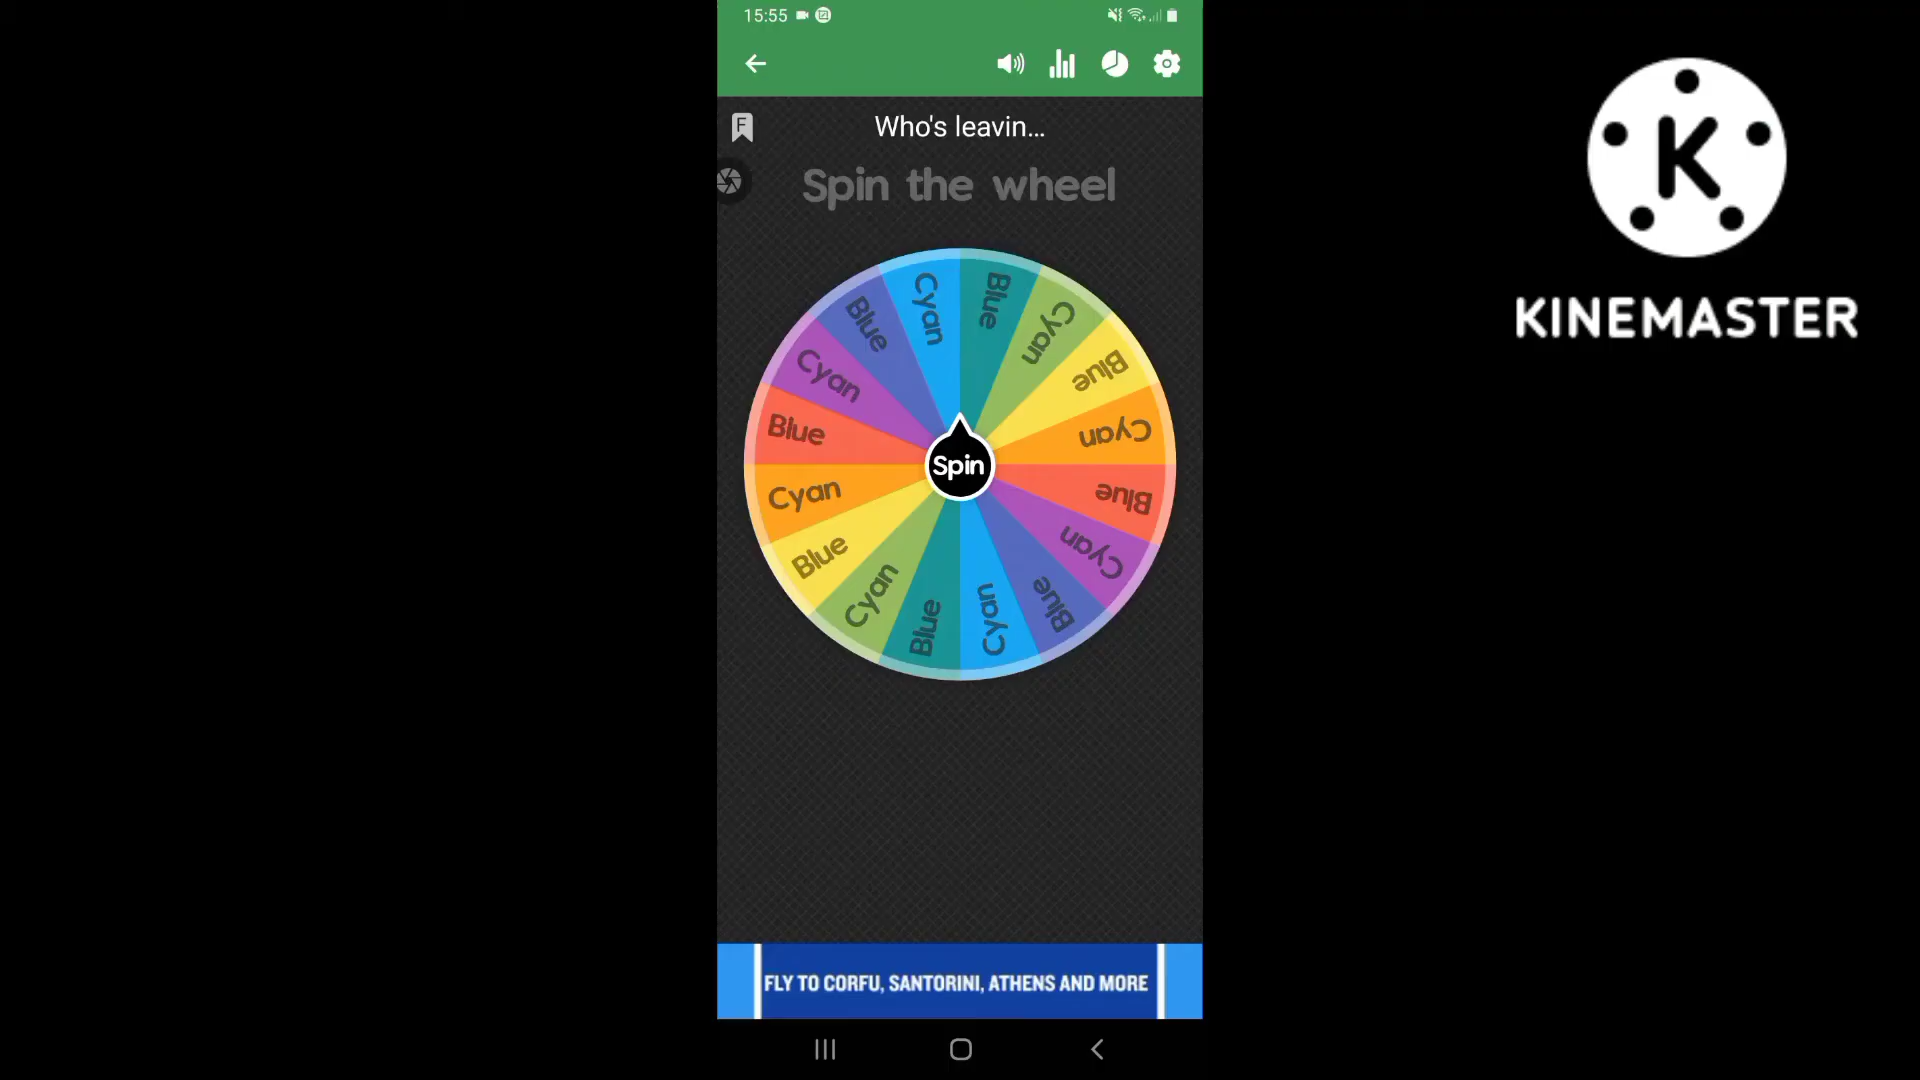 15:55
F
Who's leavin...
Spin the wheel
Blue
Cyan
Blue
Cyan
Blue
Cyan
Blue
Cyan
Blue
Cyan
Blue
Cyan
Blue
Cyan
Blue
Cyan
Spin
FLY TO CORFU, SANTORINI, ATHENS AND MORE
K
KINEMASTER